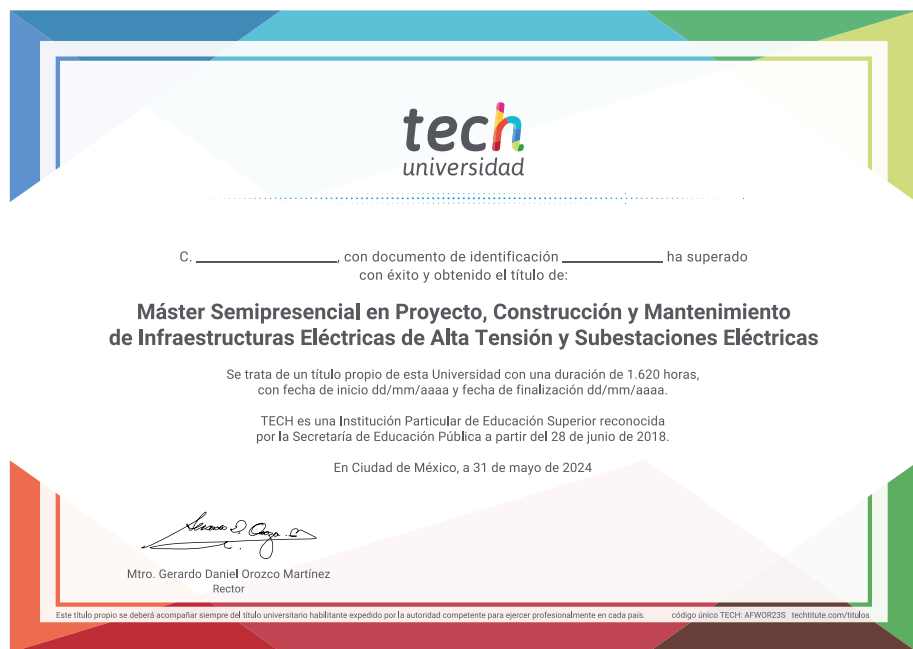 tech
universidad
C. ____________, con documento de identificación ____________ ha superado
con éxito y obtenido el título de:
Máster Semipresencial en Proyecto, Construcción y Mantenimiento
de Infraestructuras Eléctricas de Alta Tensión y Subestaciones Eléctricas
Se trata de un título propio de esta Universidad con una duración de 1.620 horas,
con fecha de inicio dd/mm/aaaa y fecha de finalización dd/mm/aaaa.
TECH es una Institución Particular de Educación Superior reconocida
por la Secretaría de Educación Pública a partir del 28 de junio de 2018.
En Ciudad de México, a 31 de mayo de 2024
Mtro. Gerardo Daniel Orozco Martínez
Rector
Este título propio se deberá acompañar siempre del título universitario habilitante expedido por la autoridad competente para ejercer profesionalmente en cada país. código único TECH: AFWOR23S techtitute.com/titulos